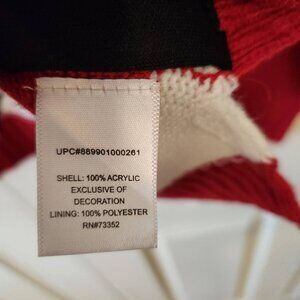 UPC#889901000261
SHELL: 100% ACRYLIC
EXCLUSIVE OF
DECORATION
LINING: 100% POLYESTER
RN#73352